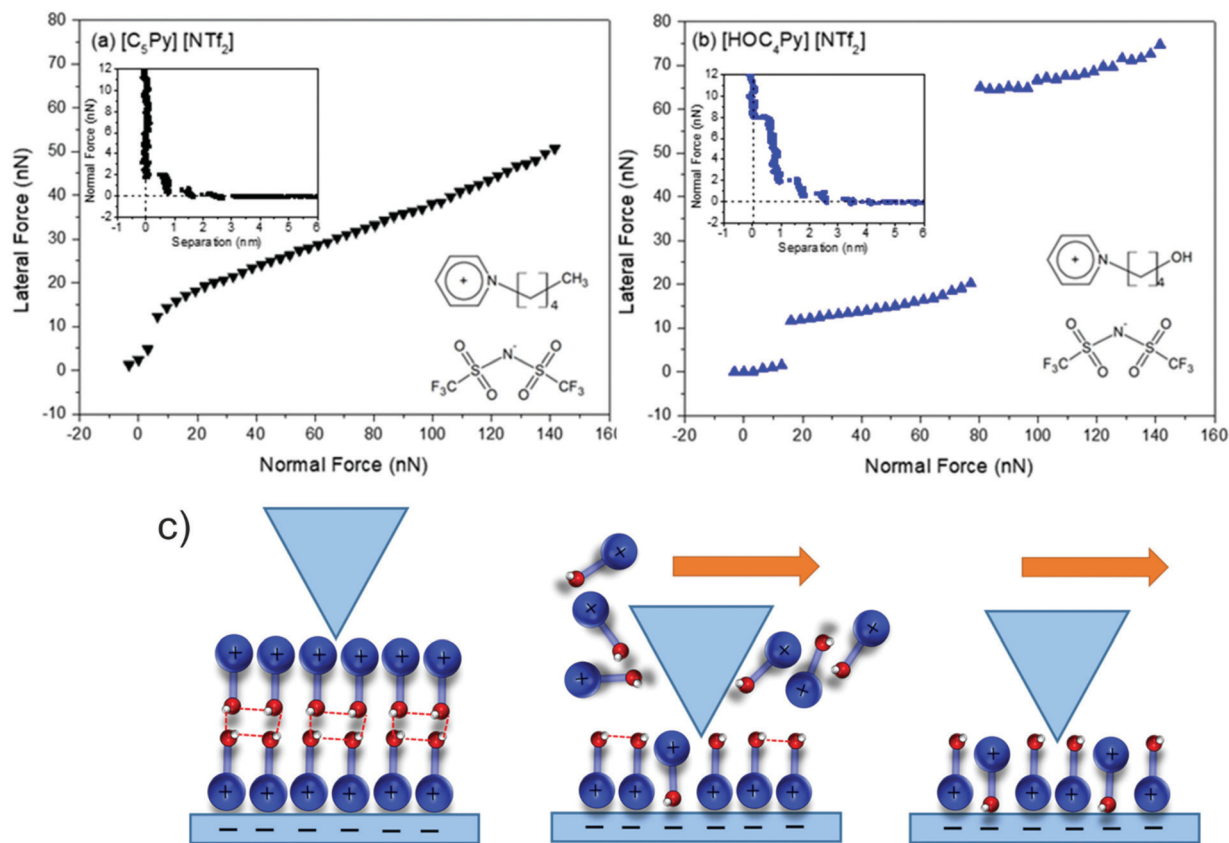 (a) [C5Py] [NTf2]
Lateral Force (nN)
80
70
60
50
40
30
20
10
0
-10
-20 0 20 40 60 80 100 120 140 160
Normal Force (nN)
Normal Force (nN)
12
10
8
6
4
2
0
-2
-1 0 1 2 3 4 5 6
Separation (nm)
+
N
CH3
4
O O
S N- S
F3C O O CF3
(b) [HOC4Py] [NTf2]
Lateral Force (nN)
80
70
60
50
40
30
20
10
0
-10
-20 0 20 40 60 80 100 120 140 160
Normal Force (nN)
Normal Force (nN)
12
10
8
6
4
2
0
-2
-1 0 1 2 3 4 5 6
Separation (nm)
+
N
OH
4
O O
S N- S
F3C O O CF3
c)
+ + + + + +
+ + + + + +
− − − − − −
+ + + + + +
+ + + + + +
− − − − − −
+ +
+ + + +
− − − − − −